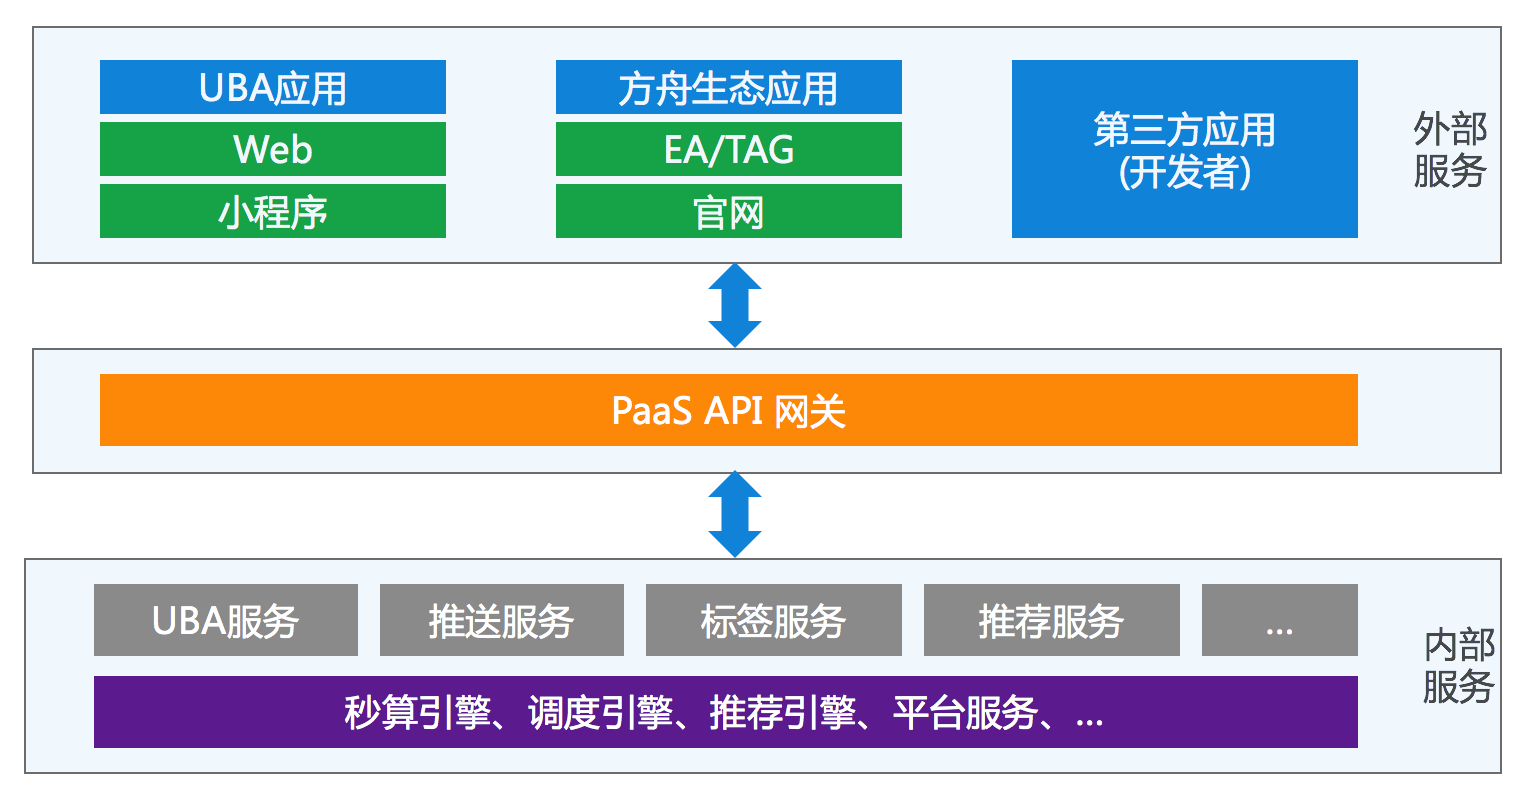 UBA应用
Web
小程序
方舟生态应用
EA/TAG
官网
第三方应用
(开发者)
外部
服务
PaaS API 网关
UBA服务
推送服务
标签服务
推荐服务
...
秒算引擎、调度引擎、推荐引擎、平台服务、...
内部
服务